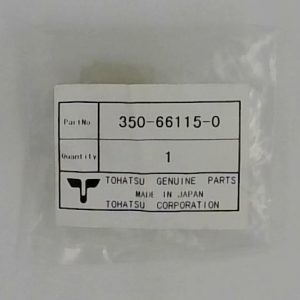 Part No. 350-66115-0
Quantity 1
TOHATSU GENUINE PARTS
MADE IN JAPAN
TOHATSU CORPORATION